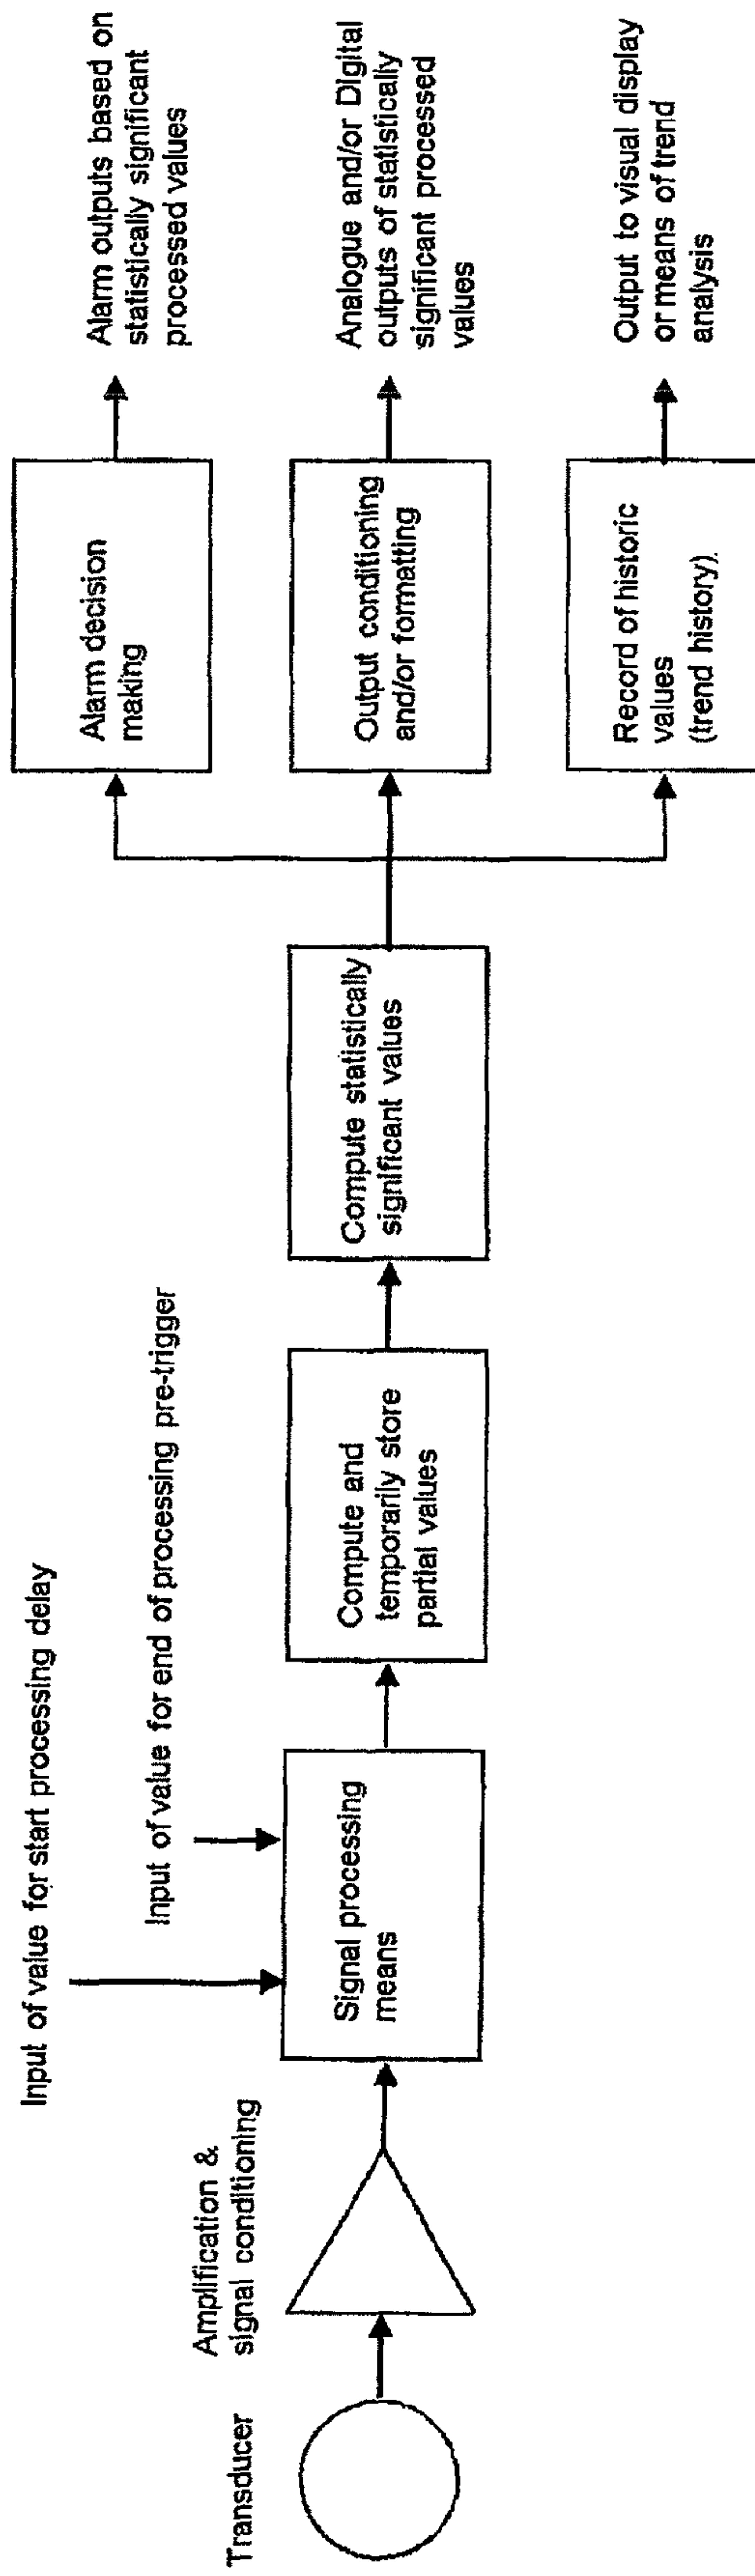 Transducer
Amplification &
signal conditioning
Input of value for start processing delay
Input of value for end of processing pre-trigger
Signal processing
means
Compute and
temporarily store
partial values
Compute statistically
significant values
Alarm decision
making
Output conditioning
and/or formatting
Record of historic
values
(trend history).
Alarm outputs based on
statistically significant
processed values
Analogue and/or Digital
outputs of statistically
significant processed
values
Output to visual display
or means of trend
analysis